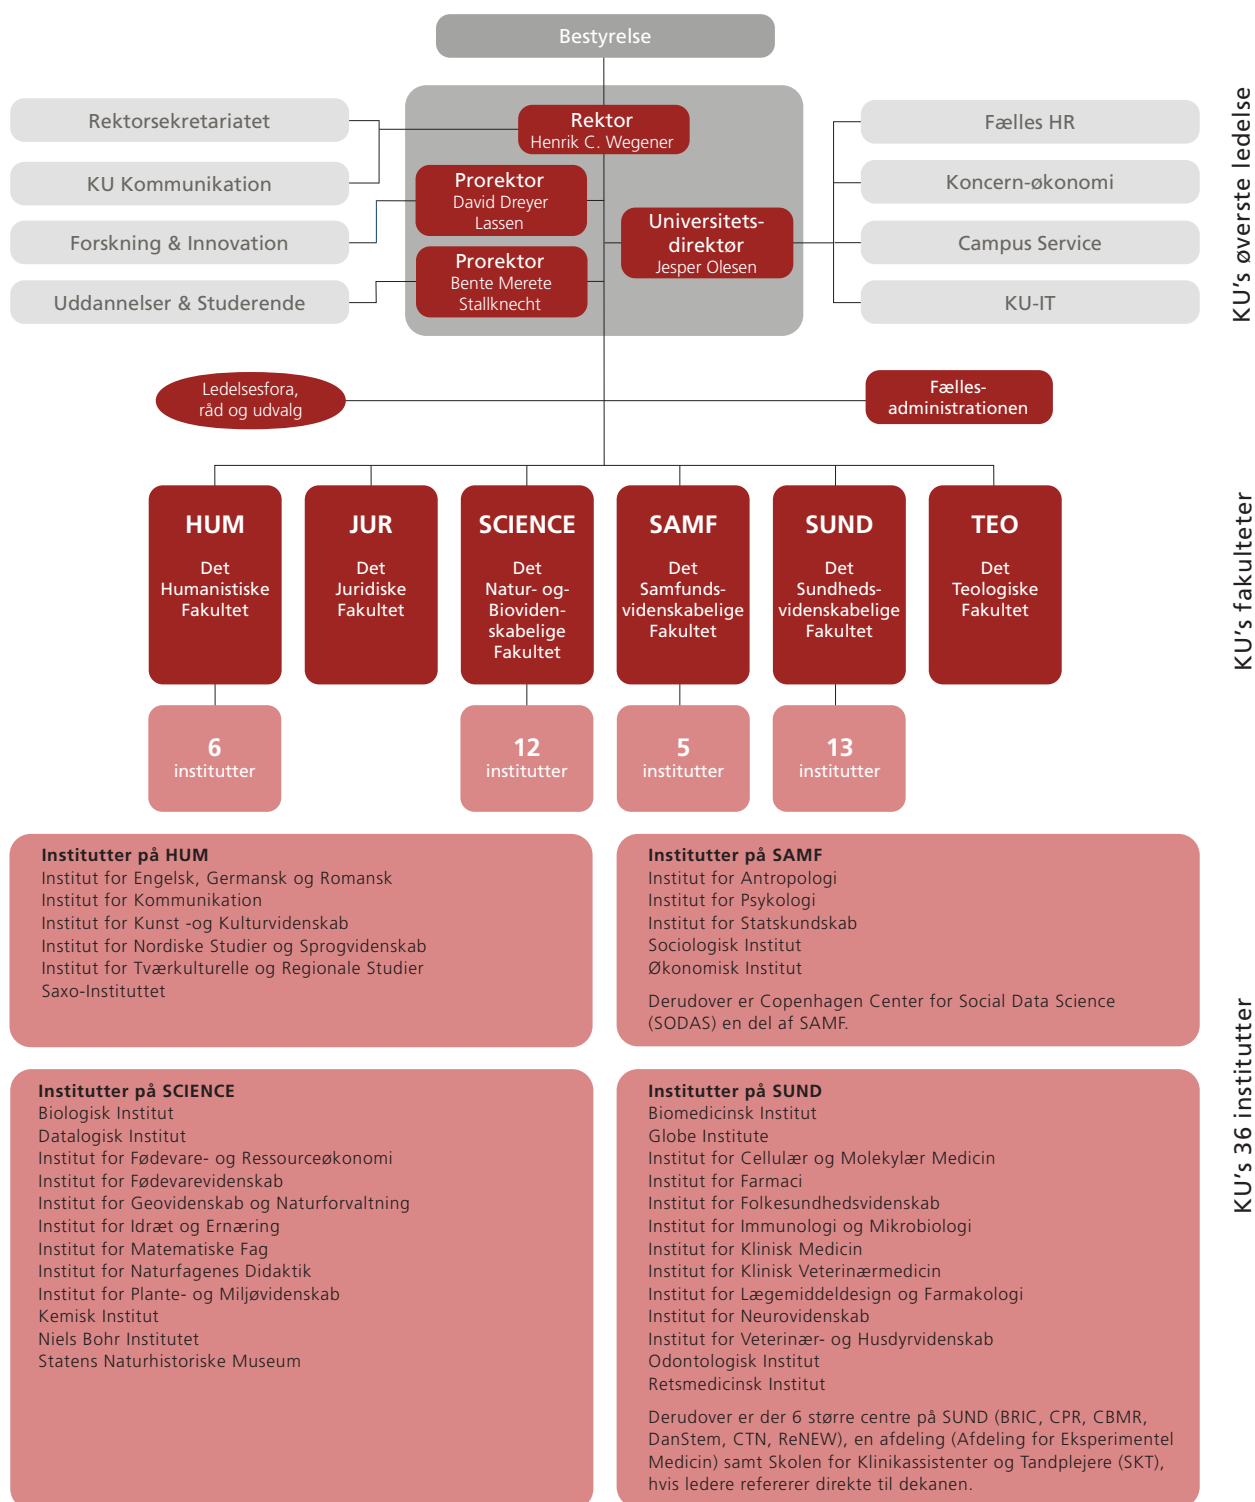 Bestyrelse
Rektor
Henrik C. Wegener
Prorektor
David Dreyer
Lassen
Prorektor
Bente Merete
Stallknecht
Universitets-
direktør
Jesper Olesen
Rektorsekretariatet
KU Kommunikation
Forskning & Innovation
Uddannelser & Studerende
Fælles HR
Koncern-økonomi
Campus Service
KU-IT
KU's øverste ledelse
Ledelsesfora,
råd og udvalg
Fælles-
administrationen
HUM
Det
Humanistiske
Fakultet
JUR
Det
Juridiske
Fakultet
SCIENCE
Det
Natur- og-
Biovidens-
skabelige
Fakultet
SAMF
Det
Samfunds-
videnskabelige
Fakultet
SUND
Det
Sundheds-
videnskabelige
Fakultet
TEO
Det
Teologiske
Fakultet
KU's fakulteter
6
institutter
12
institutter
5
institutter
13
institutter
Institutter på HUM
Institut for Engelsk, Germansk og Romansk
Institut for Kommunikation
Institut for Kunst -og Kulturvidenskab
Institut for Nordiske Studier og Sprogvidenskab
Institut for Tværkulturelle og Regionale Studier
Saxo-Instituttet
Institutter på SAMF
Institut for Antropologi
Institut for Psykologi
Institut for Statskundskab
Sociologisk Institut
Økonomisk Institut
Derudover er Copenhagen Center for Social Data Science
(SODAS) en del af SAMF.
Institutter på SCIENCE
Biologisk Institut
Datalogisk Institut
Institut for Fødevare- og Ressourceøkonomi
Institut for Fødevarevidenskab
Institut for Geovidenskab og Naturforvaltning
Institut for Idræt og Ernæring
Institut for Matematiske Fag
Institut for Naturfagenes Didaktik
Institut for Plante- og Miljøvidenskab
Kemisk Institut
Niels Bohr Institutet
Statens Naturhistoriske Museum
Institutter på SUND
Biomedicinsk Institut
Globe Institute
Institut for Cellulær og Molekylær Medicin
Institut for Farmaci
Institut for Folkesundhedsvidenskab
Institut for Immunologi og Mikrobiologi
Institut for Klinisk Medicin
Institut for Klinisk Veterinærmedicin
Institut for Lægemiddeldesign og Farmakologi
Institut for Neurovidenskab
Institut for Veterinær- og Husdyrvidenskab
Odontologisk Institut
Retsmedicinsk Institut
Derudover er der 6 større centre på SUND (BRIC, CPR, CBMR,
DanStem, CTN, ReNEW), en afdeling (Afdeling for Eksperimentel
Medicin) samt Skolen for Klinikassistenter og Tandplejere (SKT),
hvis ledere refererer direkte til dekanen.
KU's 36 institutter